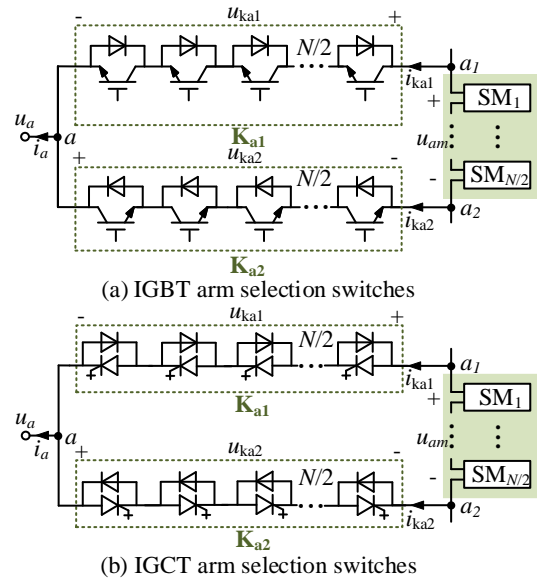 - u_ka1 +
N/2
i_ka1
a_1
K_a1
+
SM_1
u_a
i_a
a
u_am
+ u_ka2 -
N/2
-
SM_N/2
i_ka2
a_2
K_a2
(a) IGBT arm selection switches
- u_ka1 +
N/2
i_ka1
a_1
K_a1
+
SM_1
u_a
i_a
a
u_am
+ u_ka2 -
N/2
-
SM_N/2
i_ka2
a_2
K_a2
(b) IGCT arm selection switches